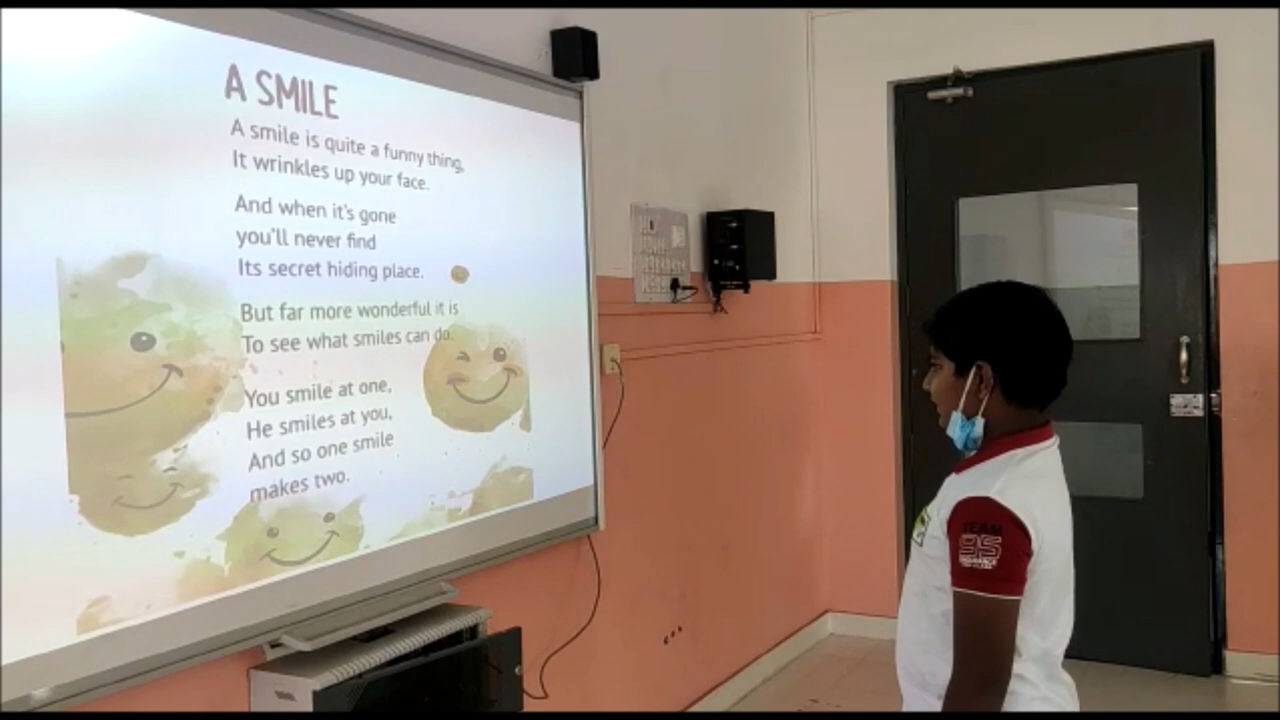 A SMILE
A smile is quite a funny thing,
It wrinkles up your face.
And when it's gone
you'll never find
Its secret hiding place.
But far more wonderful it is
To see what smiles can do.
You smile at one,
He smiles at you,
And so one smile
makes two.
TEAM
95